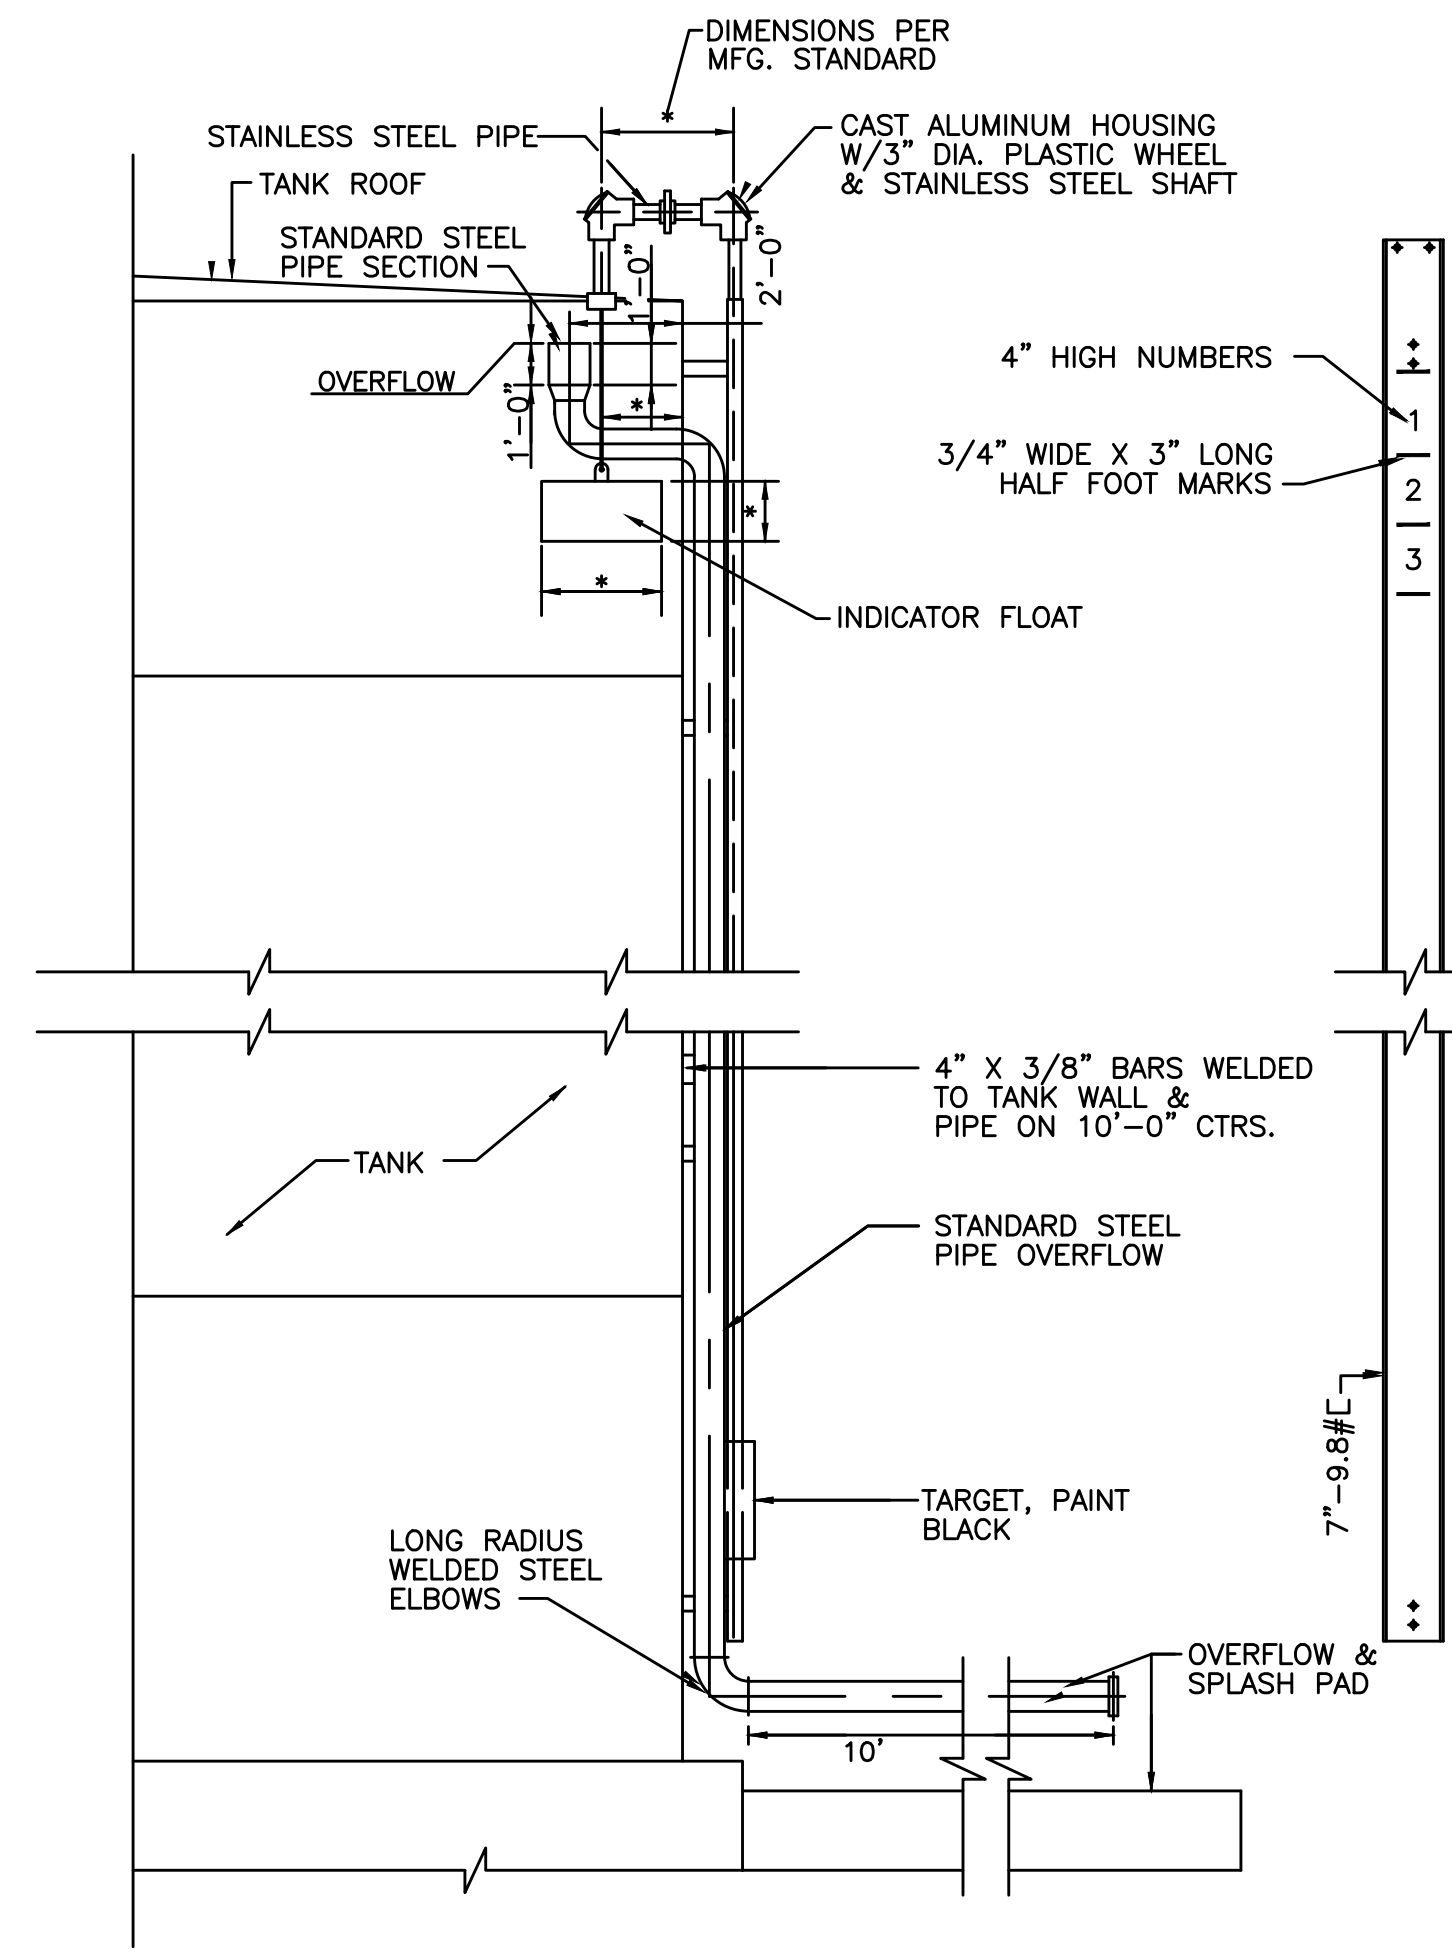 DIMENSIONS PER
MFG. STANDARD
*
STAINLESS STEEL PIPE
CAST ALUMINUM HOUSING
W/3" DIA. PLASTIC WHEEL
& STAINLESS STEEL SHAFT
TANK ROOF
STANDARD STEEL
PIPE SECTION
1'-0"
2'-0"
OVERFLOW
1'-0"
*
*
*
INDICATOR FLOAT
4" HIGH NUMBERS
1
3/4" WIDE X 3" LONG
HALF FOOT MARKS
2
3
4" X 3/8" BARS WELDED
TO TANK WALL &
PIPE ON 10'-0" CTRS.
TANK
STANDARD STEEL
PIPE OVERFLOW
7"-9.8#[
TARGET, PAINT
BLACK
LONG RADIUS
WELDED STEEL
ELBOWS
OVERFLOW &
SPLASH PAD
10'